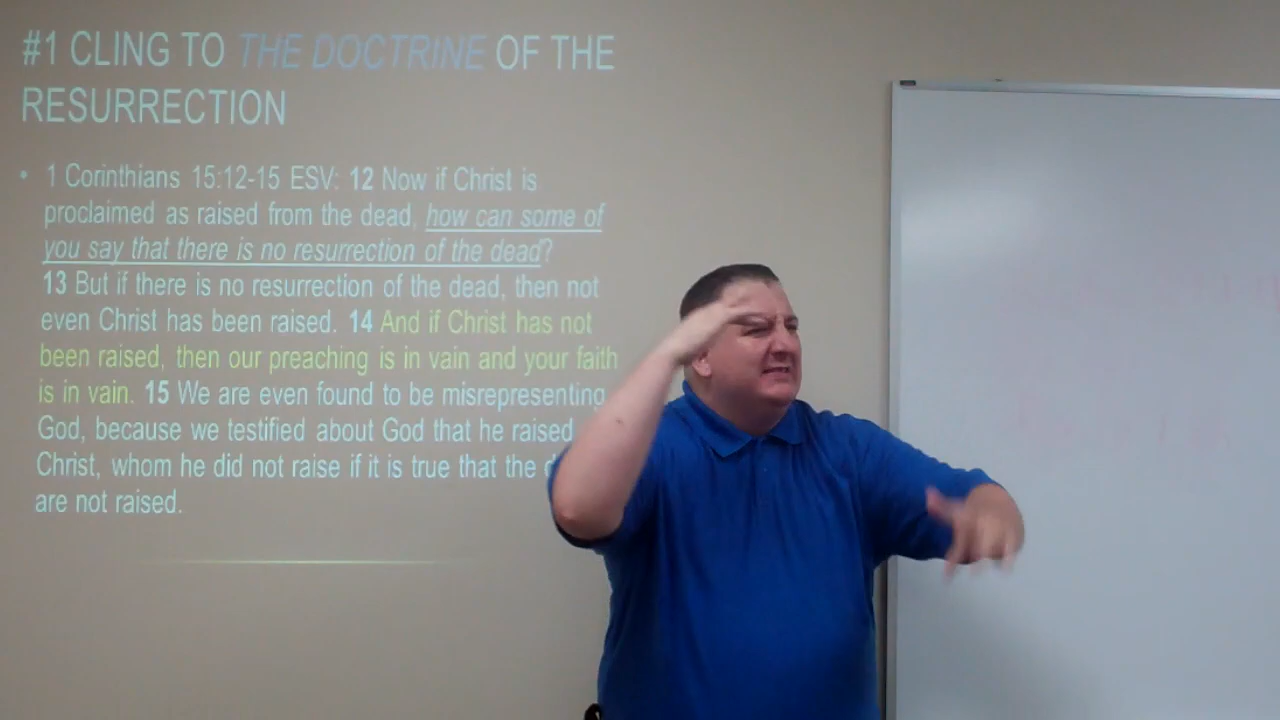 #1 CLING TO THE DOCTRINE OF THE
RESURRECTION
• 1 Corinthians 15:12-15 ESV: 12 Now if Christ is
proclaimed as raised from the dead, how can some of
you say that there is no resurrection of the dead?
13 But if there is no resurrection of the dead, then not
even Christ has been raised. 14 And if Christ has not
been raised, then our preaching is in vain and your faith
is in vain. 15 We are even found to be misrepresenting
God, because we testified about God that he raised
Christ, whom he did not raise if it is true that the
are not raised.